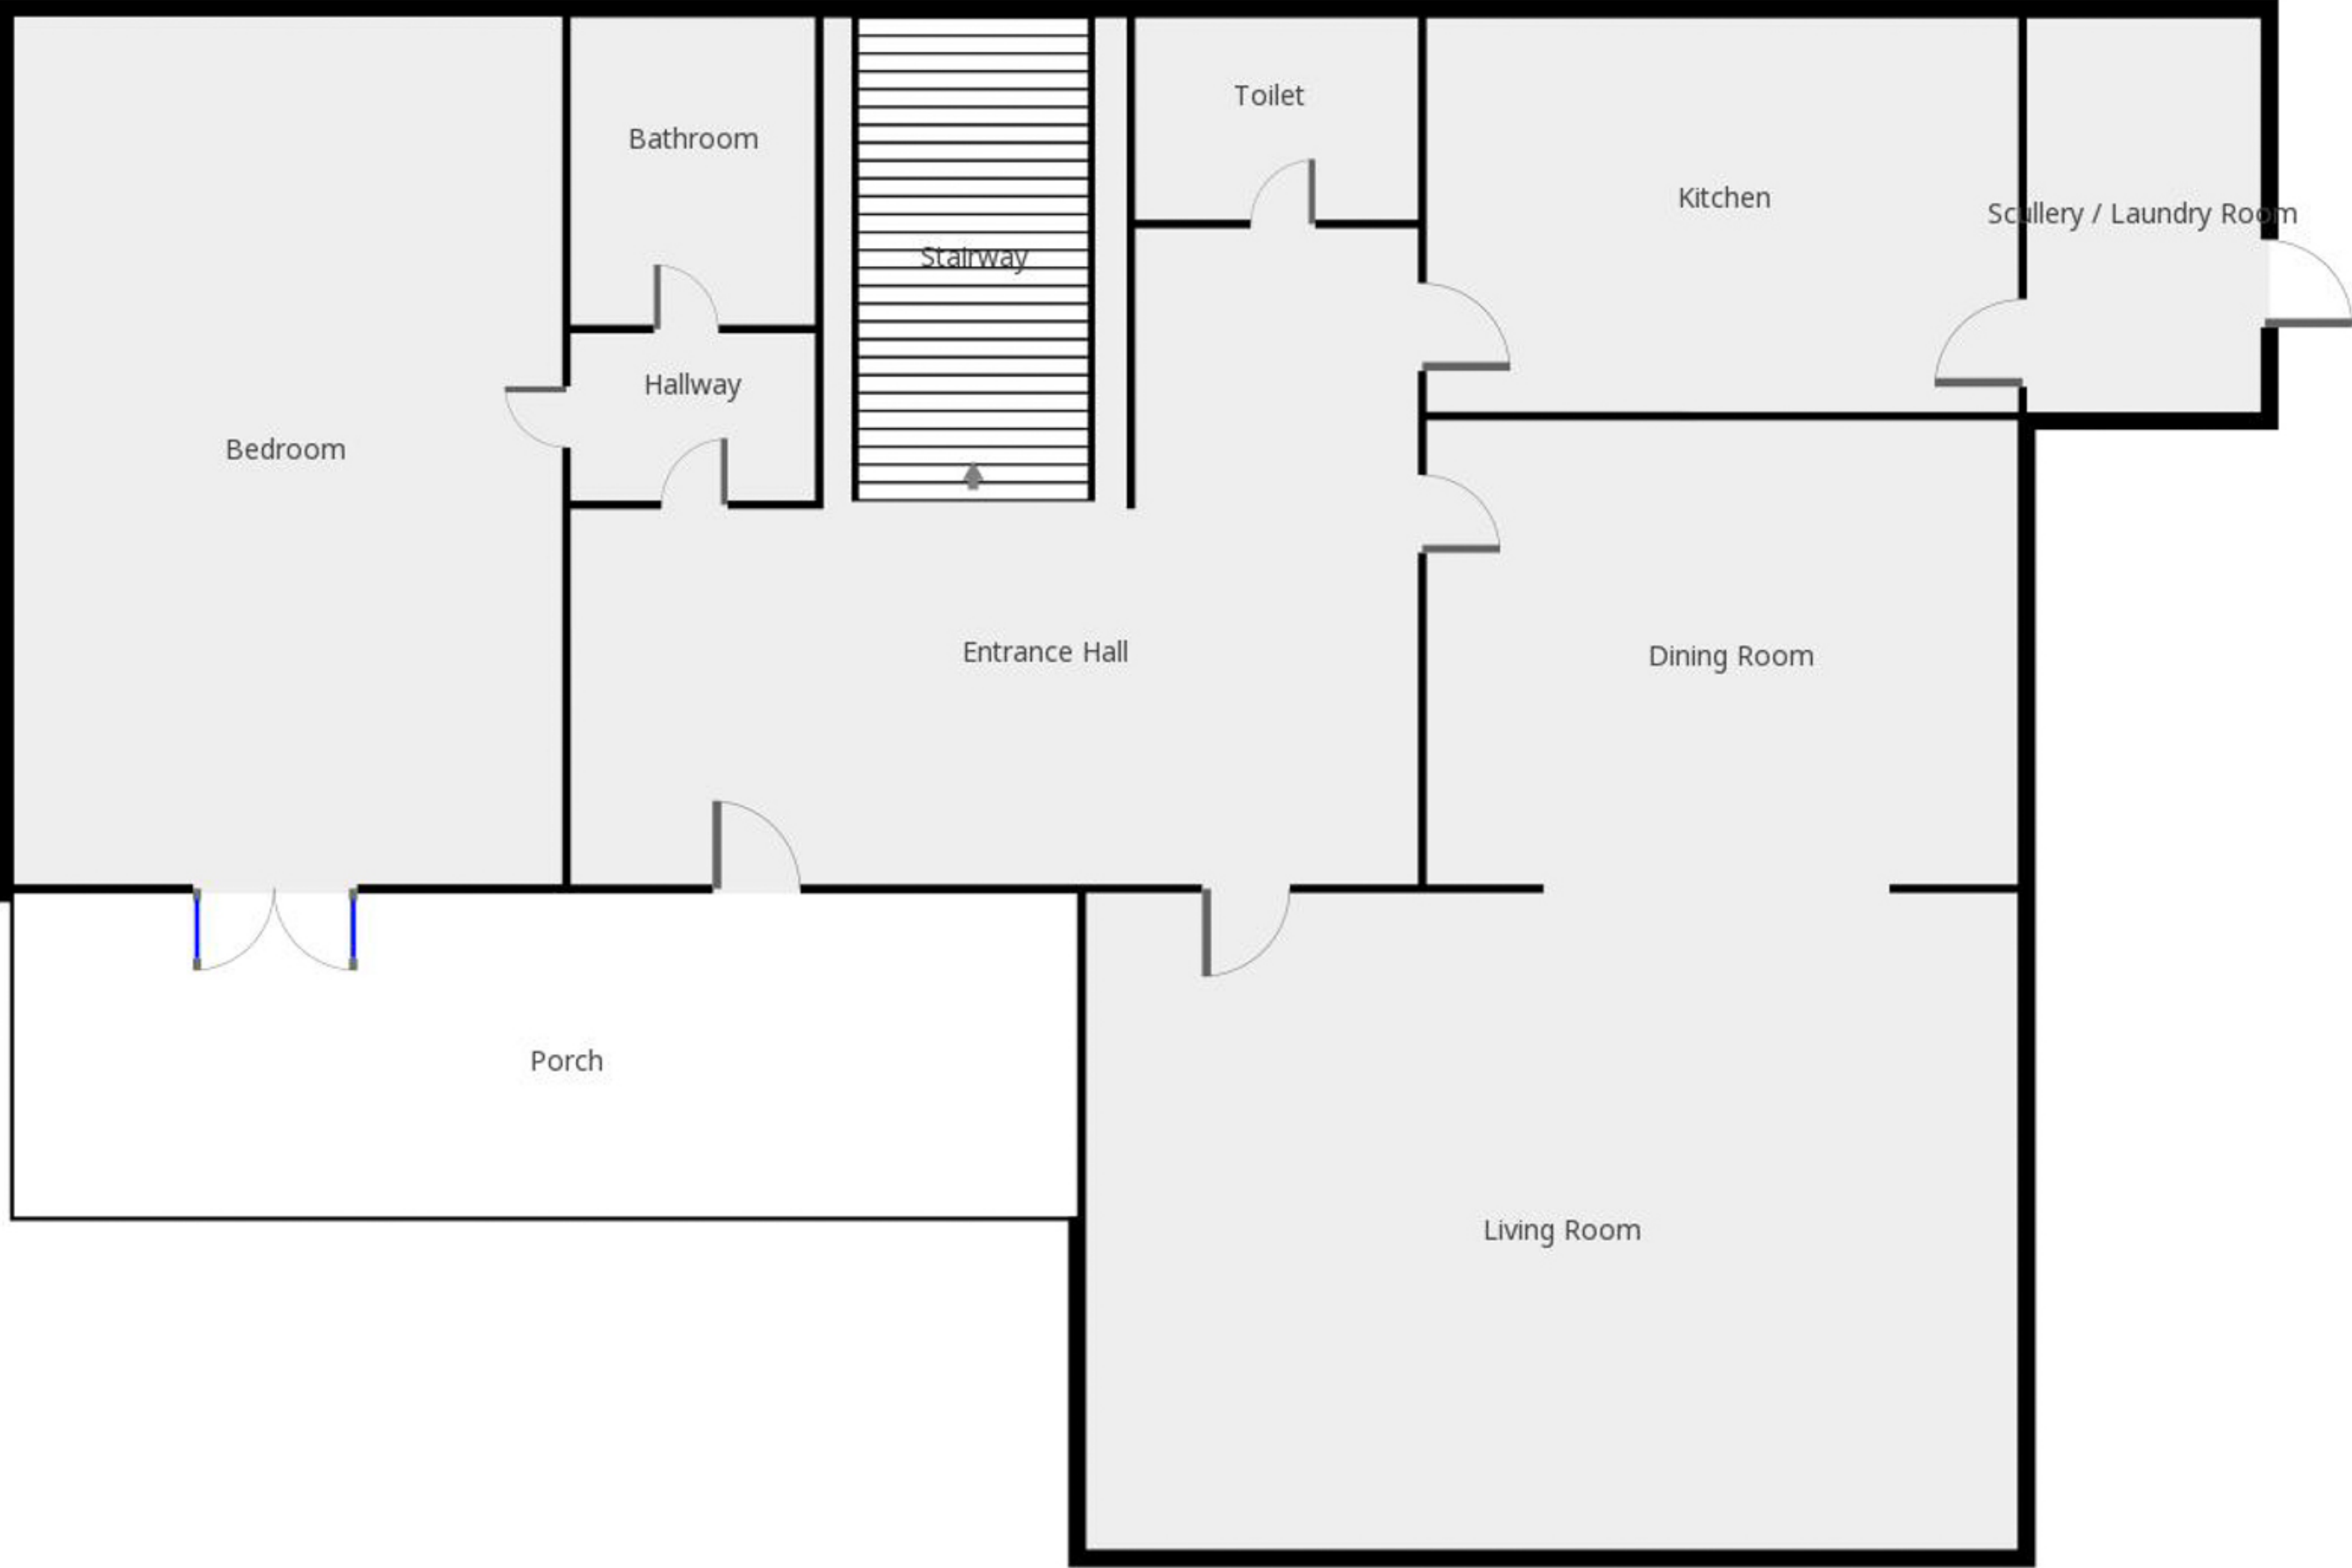 Toilet
Bathroom
Kitchen
Scullery / Laundry Room
Stairway
Hallway
Bedroom
Entrance Hall
Dining Room
Porch
Living Room